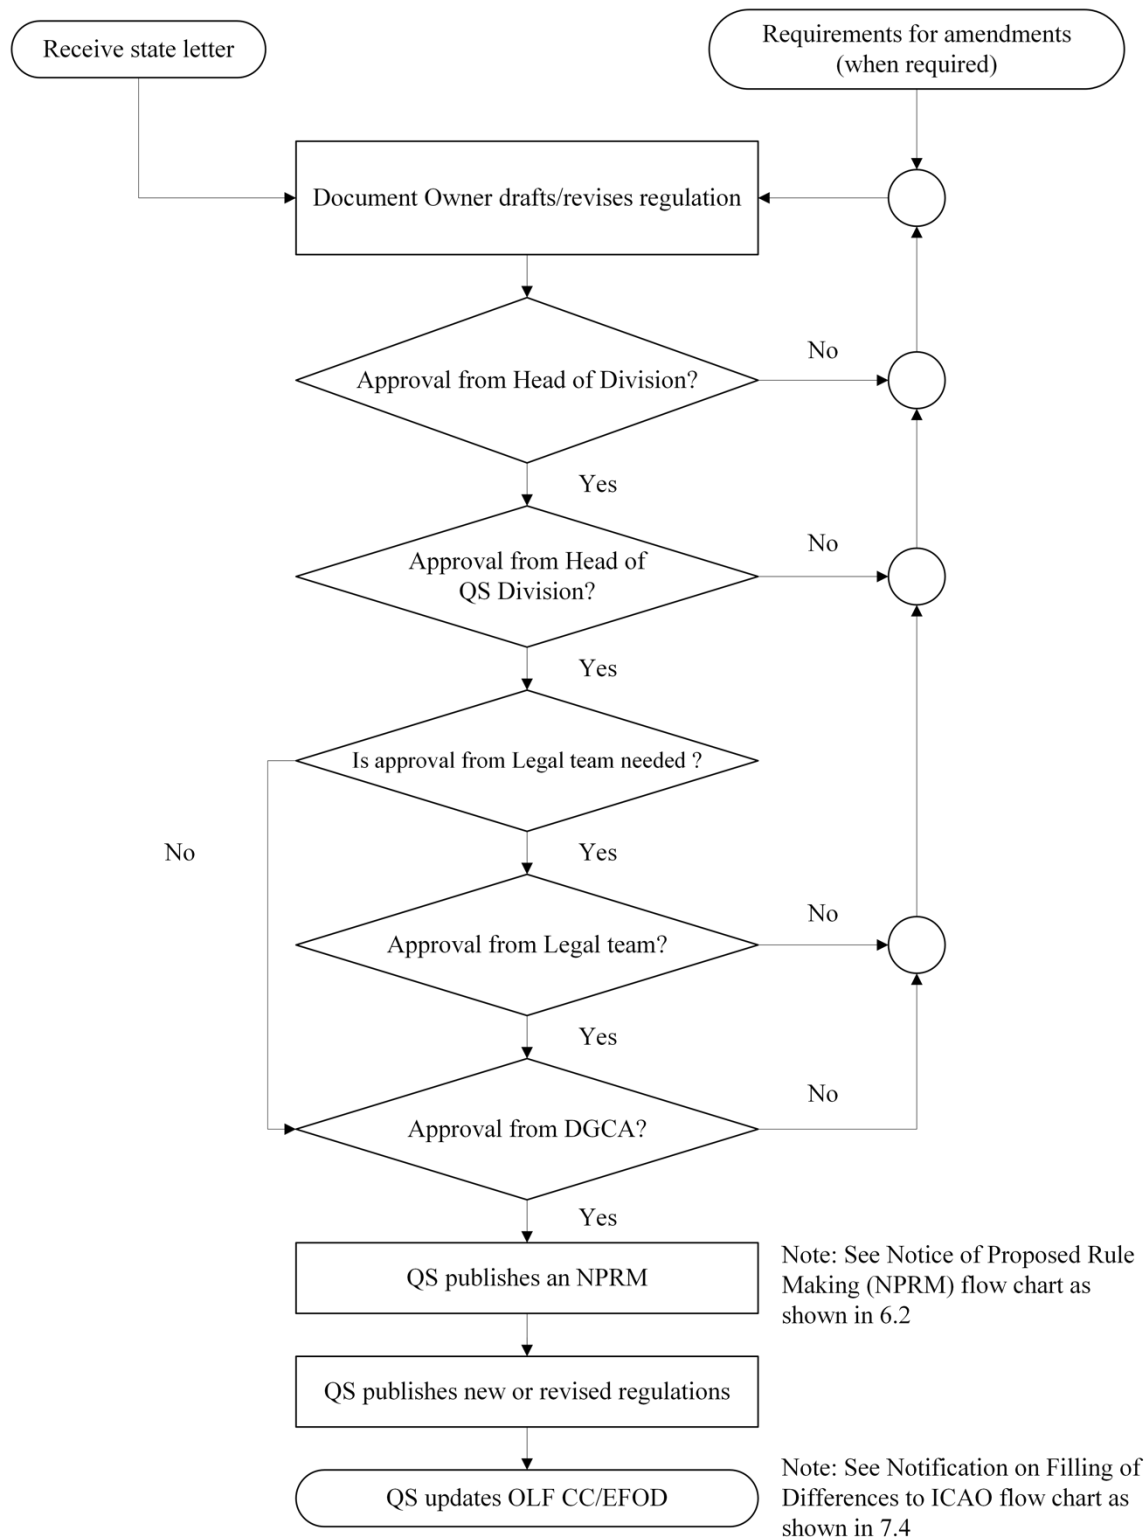 Receive state letter
Requirements for amendments
(when required)
Document Owner drafts/revises regulation
Approval from Head of Division?
No
Yes
Approval from Head of
QS Division?
No
Yes
Is approval from Legal team needed ?
No
Yes
Approval from Legal team?
No
Yes
Approval from DGCA?
No
Yes
QS publishes an NPRM
Note: See Notice of Proposed Rule
Making (NPRM) flow chart as
shown in 6.2
QS publishes new or revised regulations
QS updates OLF CC/EFOD
Note: See Notification on Filling of
Differences to ICAO flow chart as
shown in 7.4